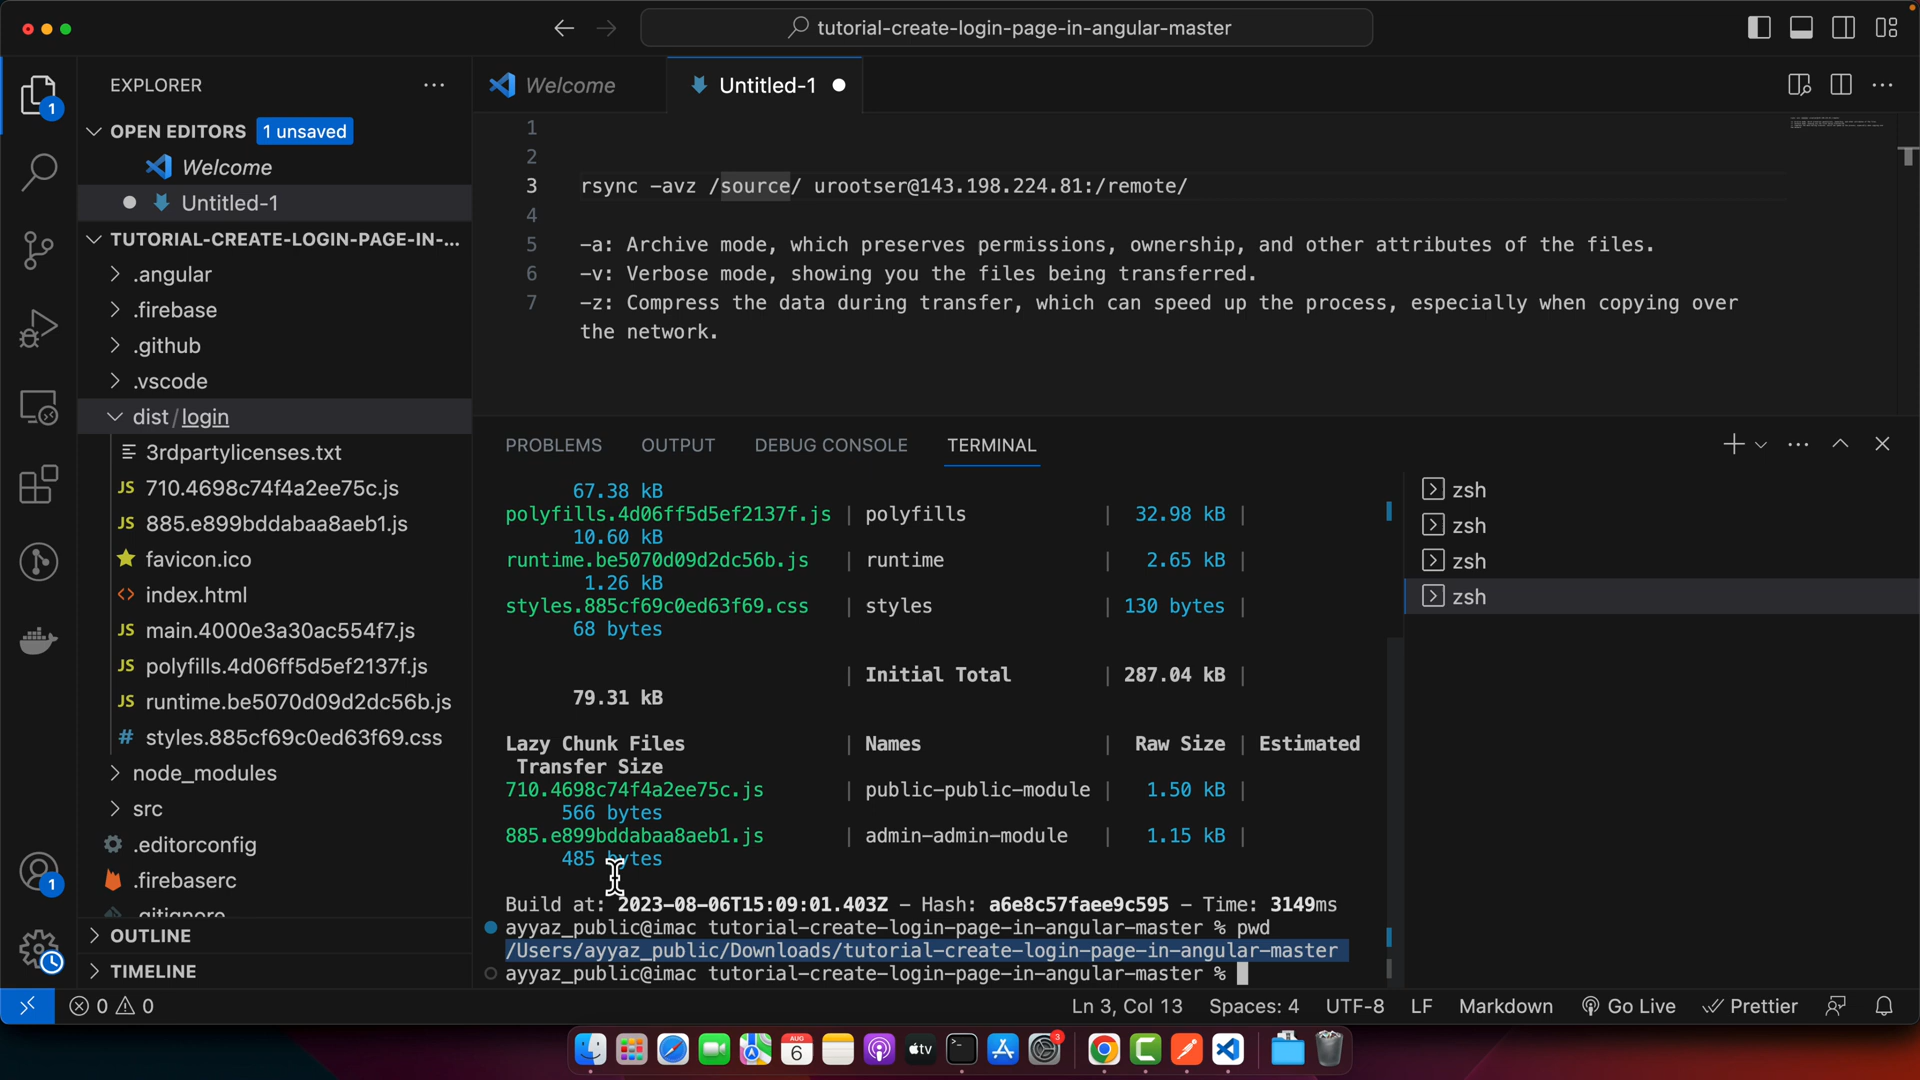 tutorial-create-login-page-in-angular-master
EXPLORER
Welcome
Untitled-1
OPEN EDITORS 1 unsaved
Welcome
Untitled-1
TUTORIAL-CREATE-LOGIN-PAGE-IN-...
.angular
.firebase
.github
.vscode
dist/login
3rdpartylicenses.txt
JS 710.4698c74f4a2ee75c.js
JS 885.e899bddabaa8aeb1.js
favicon.ico
<> index.html
JS main.4000e3a30ac554f7.js
JS polyfills.4d06ff5d5ef2137f.js
JS runtime.be5070d09d2dc56b.js
# styles.885cf69c0ed63f69.css
node_modules
src
.editorconfig
.firebaserc
.gitignore
OUTLINE
TIMELINE
1
1
1
1
2
3 rsync -avz /source/ urootser@143.198.224.81:/remote/
4
5 -a: Archive mode, which preserves permissions, ownership, and other attributes of the files.
6 -v: Verbose mode, showing you the files being transferred.
7 -z: Compress the data during transfer, which can speed up the process, especially when copying over
the network.
PROBLEMS OUTPUT DEBUG CONSOLE TERMINAL
67.38 kB
polyfills.4d06ff5d5ef2137f.js | polyfills | 32.98 kB |
10.60 kB
runtime.be5070d09d2dc56b.js | runtime | 2.65 kB |
1.26 kB
styles.885cf69c0ed63f69.css | styles | 130 bytes |
68 bytes
| Initial Total | 287.04 kB |
79.31 kB
Lazy Chunk Files | Names | Raw Size | Estimated
Transfer Size
710.4698c74f4a2ee75c.js | public-public-module | 1.50 kB |
566 bytes
885.e899bddabaa8aeb1.js | admin-admin-module | 1.15 kB |
485 bytes
Build at: 2023-08-06T15:09:01.403Z - Hash: a6e8c57faee9c595 - Time: 3149ms
ayyaz_public@imac tutorial-create-login-page-in-angular-master % pwd
/Users/ayyaz_public/Downloads/tutorial-create-login-page-in-angular-master
ayyaz_public@imac tutorial-create-login-page-in-angular-master %
zsh
zsh
zsh
zsh
0 0
Ln 3, Col 13 Spaces: 4 UTF-8 LF Markdown Go Live Prettier
AUG
6
tv
3